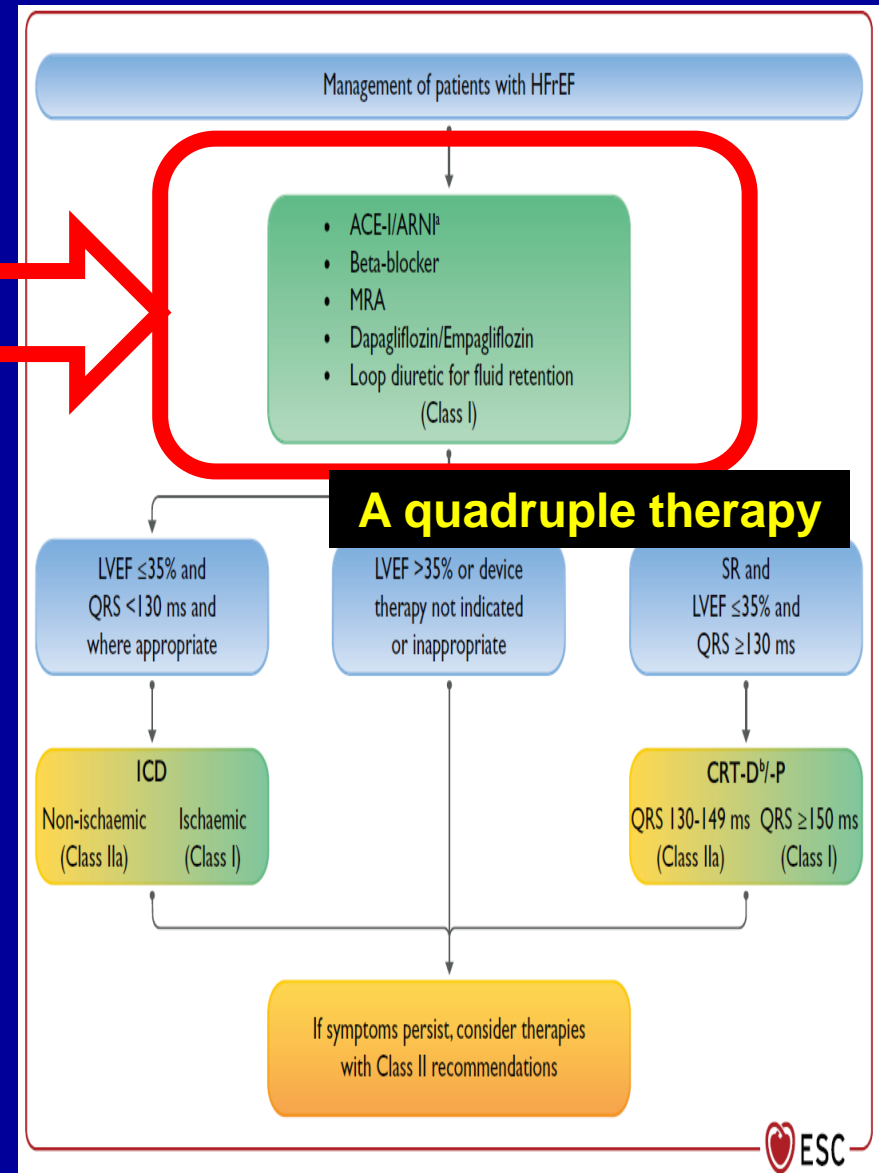 Management of patients with HFrEF
• ACE-I/ARNIᵃ
• Beta-blocker
• MRA
• Dapagliflozin/Empagliflozin
• Loop diuretic for fluid retention
(Class I)
A quadruple therapy
LVEF ≤35% and
QRS <130 ms and
where appropriate
LVEF >35% or device
therapy not indicated
or inappropriate
SR and
LVEF ≤35% and
QRS ≥130 ms
ICD
Non-ischaemic Ischaemic
(Class IIa) (Class I)
CRT-Dᵇ/-P
QRS 130-149 ms QRS ≥150 ms
(Class IIa) (Class I)
If symptoms persist, consider therapies
with Class II recommendations
ESC